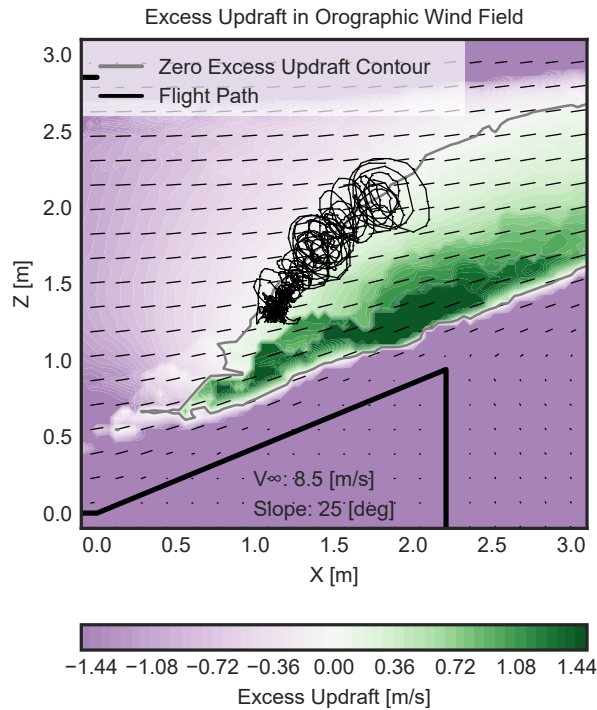 Excess Updraft in Orographic Wind Field
Zero Excess Updraft Contour
Flight Path
3.0
2.5
2.0
1.5
1.0
0.5
0.0
Z [m]
V∞: 8.5 [m/s]
Slope: 25 [deg]
0.0 0.5 1.0 1.5 2.0 2.5 3.0
X [m]
−1.44 −1.08 −0.72 −0.36 0.00 0.36 0.72 1.08 1.44
Excess Updraft [m/s]